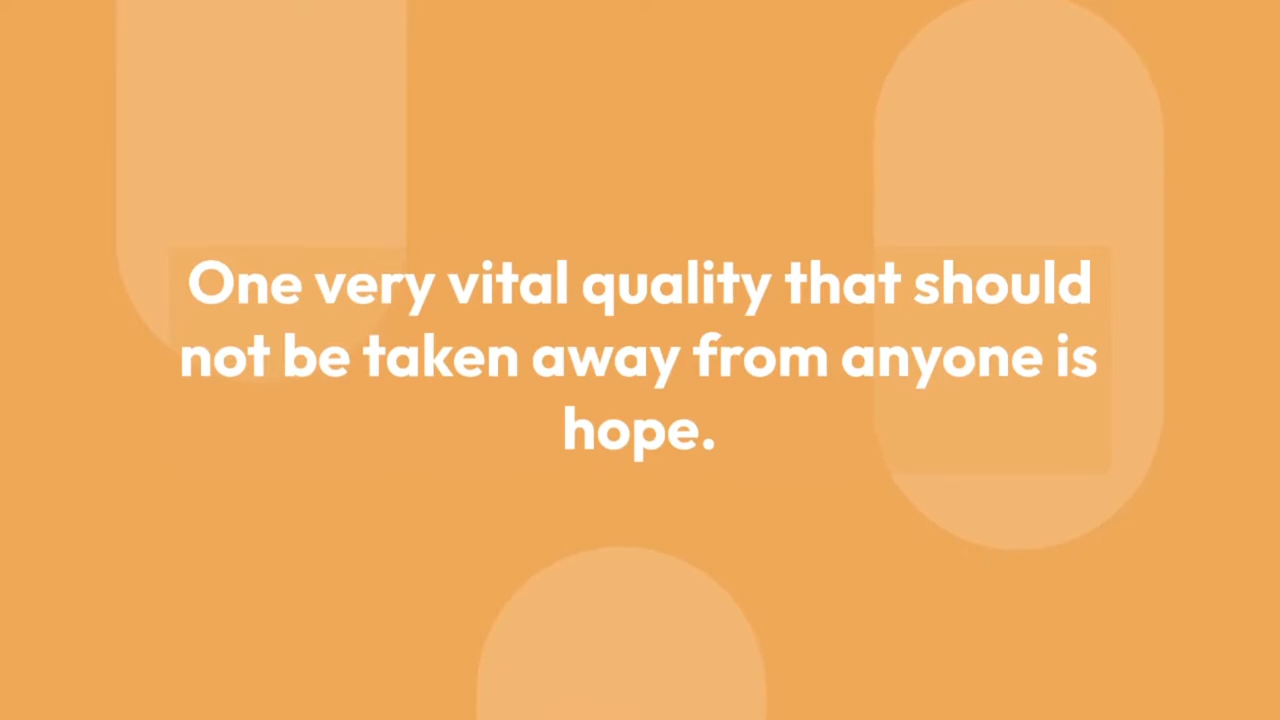 One very vital quality that should
not be taken away from anyone is
hope.